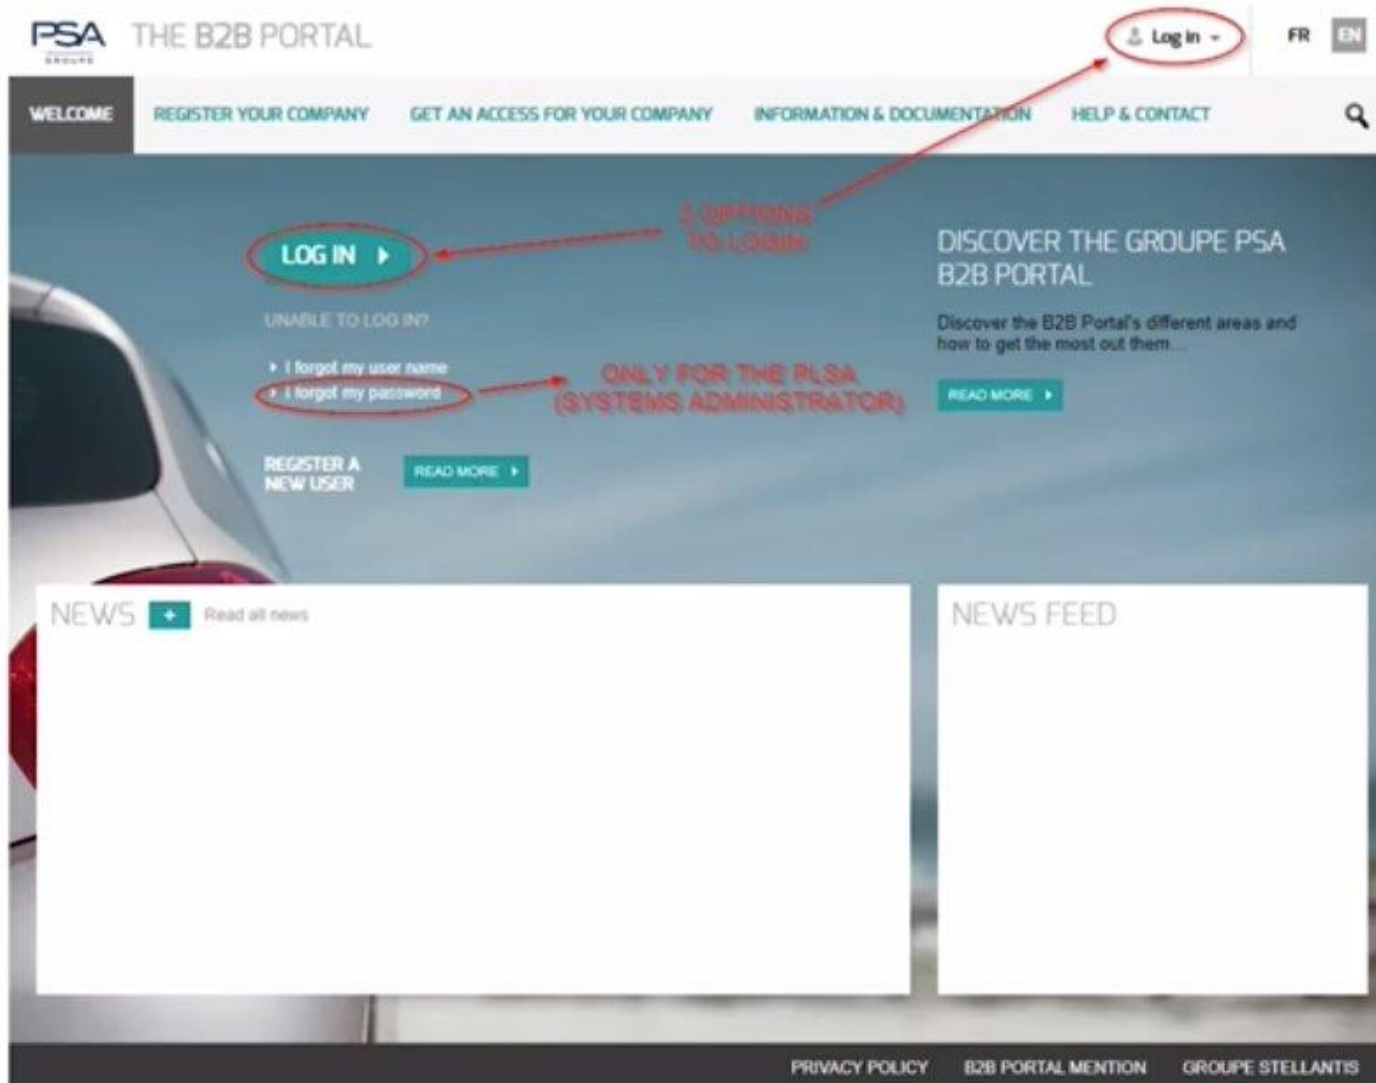 PSA
GROUPE
THE B2B PORTAL
Log in
FR
EN
WELCOME
REGISTER YOUR COMPANY
GET AN ACCESS FOR YOUR COMPANY
INFORMATION & DOCUMENTATION
HELP & CONTACT
OPTIONS
TO LOGIN
LOG IN
UNABLE TO LOG IN?
I forgot my user name
I forgot my password
ONLY FOR THE PLSA
(SYSTEMS ADMINISTRATOR)
REGISTER A
NEW USER
READ MORE
DISCOVER THE GROUPE PSA
B2B PORTAL
Discover the B2B Portal's different areas and
how to get the most out them...
READ MORE
NEWS
+
Read all news
NEWS FEED
PRIVACY POLICY
B2B PORTAL MENTION
GROUPE STELLANTIS